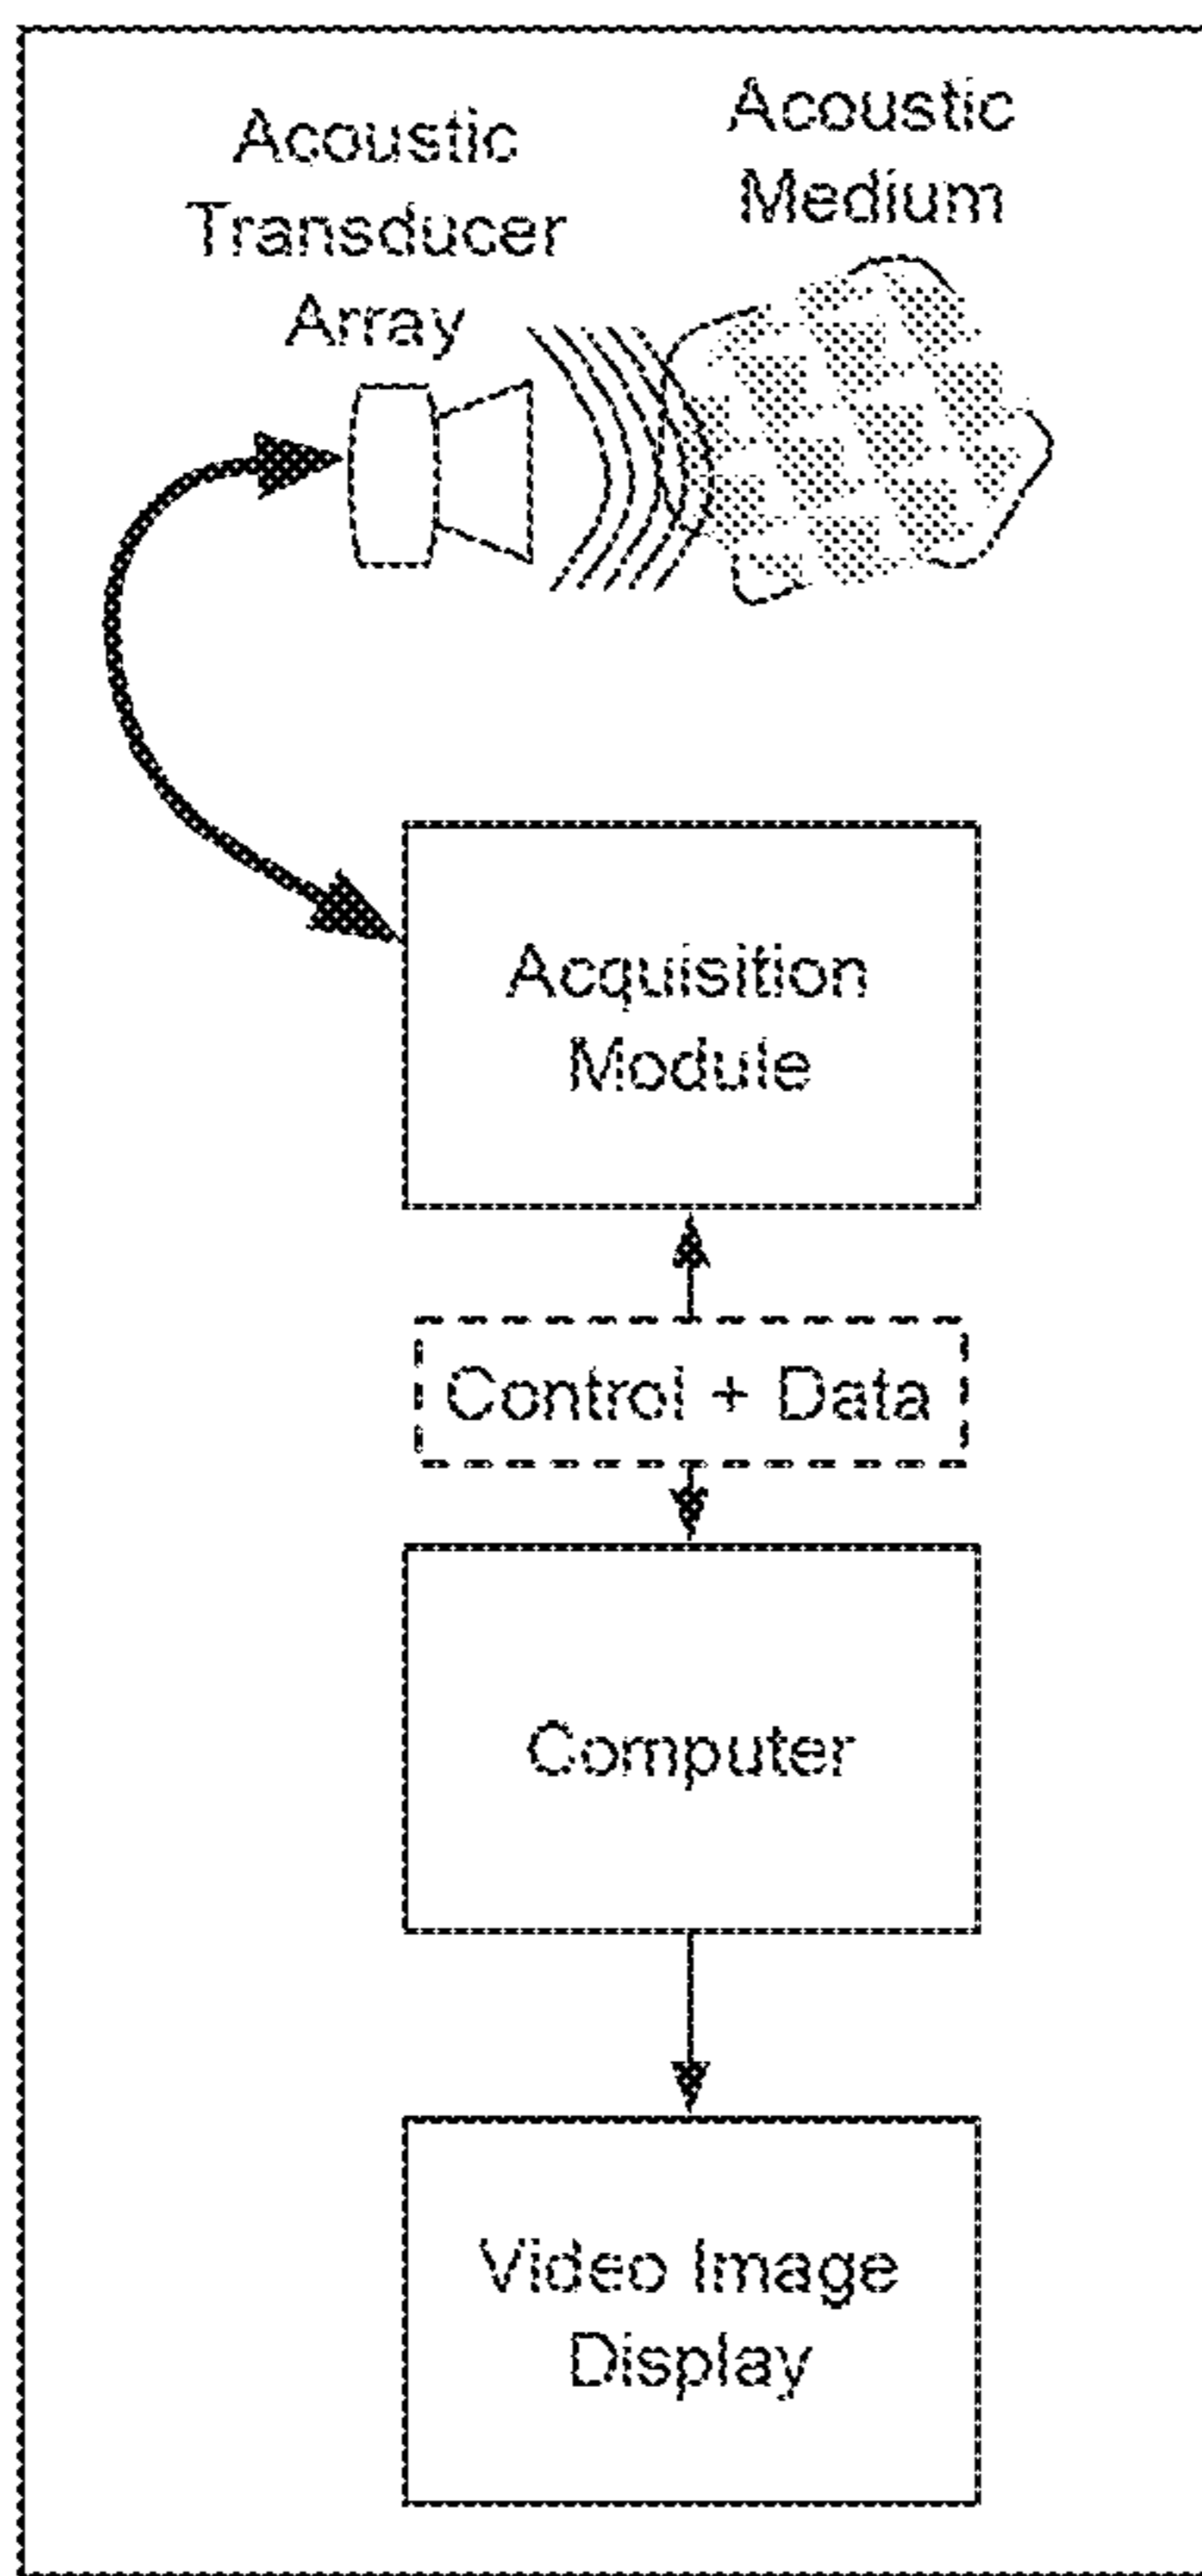 Acoustic
Transducer
Array
Acoustic
Medium
Acquisition
Module
Control + Data
Computer
Video Image
Display